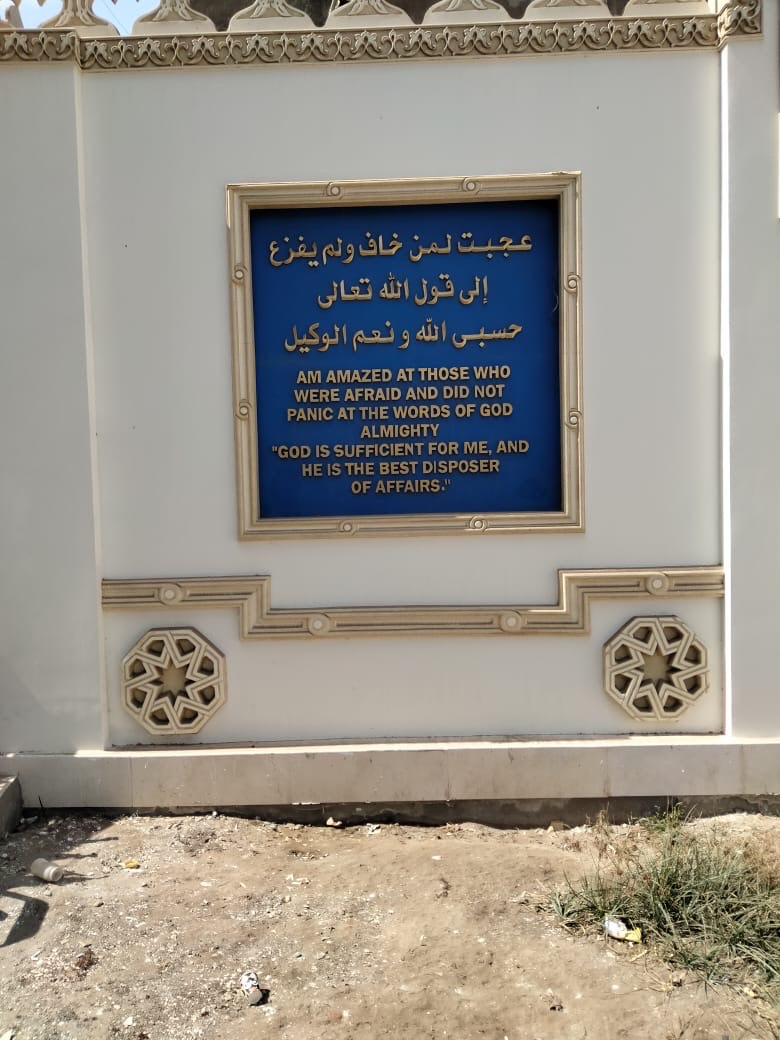 عجبت لمن خاف ولم يفزع
إلى قول الله تعالى
حسبي الله و نعم الوكيل
AM AMAZED AT THOSE WHO
WERE AFRAID AND DID NOT
PANIC AT THE WORDS OF GOD
ALMIGHTY
"GOD IS SUFFICIENT FOR ME, AND
HE IS THE BEST DISPOSER
OF AFFAIRS."